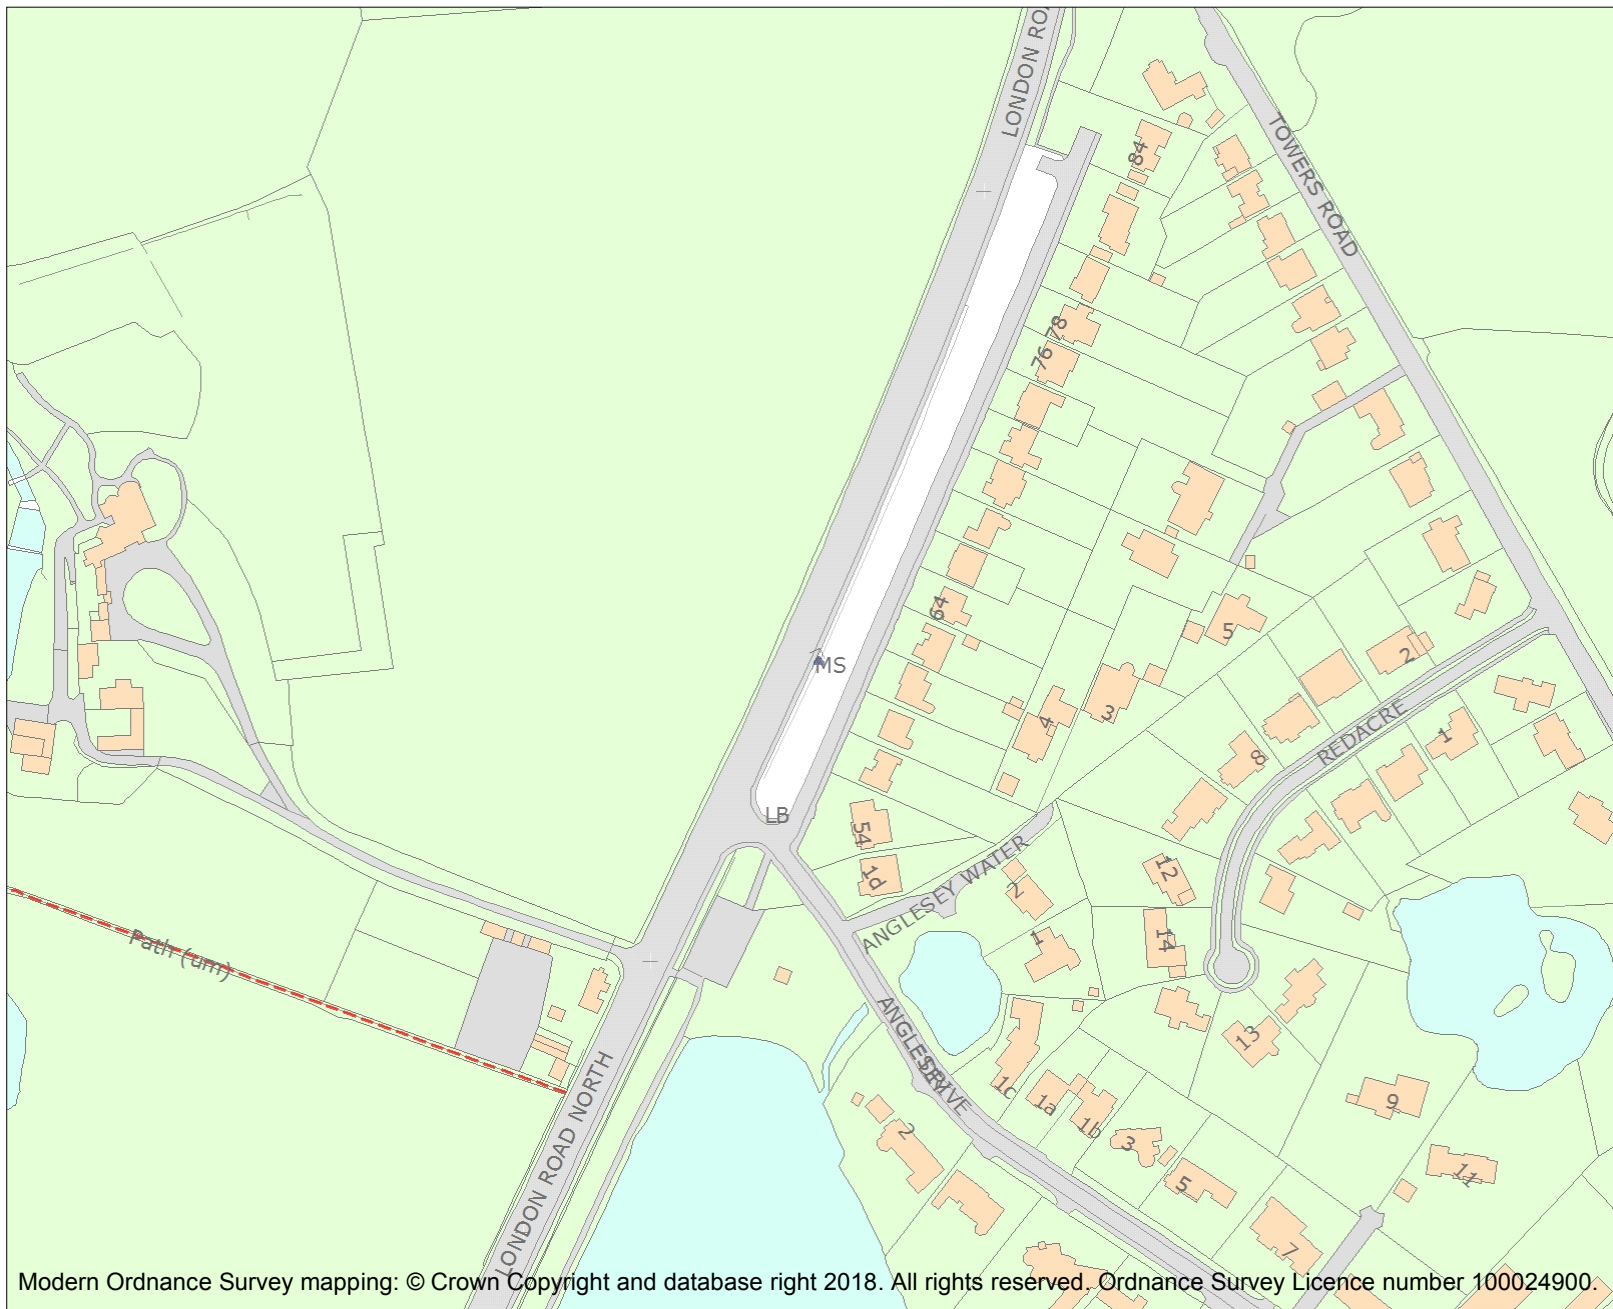 LONDON ROA
TOWERS ROAD
84
78
76
64
MS
5
2
4
3
REDACRE
1
8
LB
54
1d
ANGLESEY WATER
12
2
1
14
Path (um)
ANGLESEY
DRIVE
13
1c
1a
1b
9
2
3
11
5
LONDON ROAD NORTH
7
Modern Ordnance Survey mapping: © Crown Copyright and database right 2018. All rights reserved. Ordnance Survey Licence number 100024900.